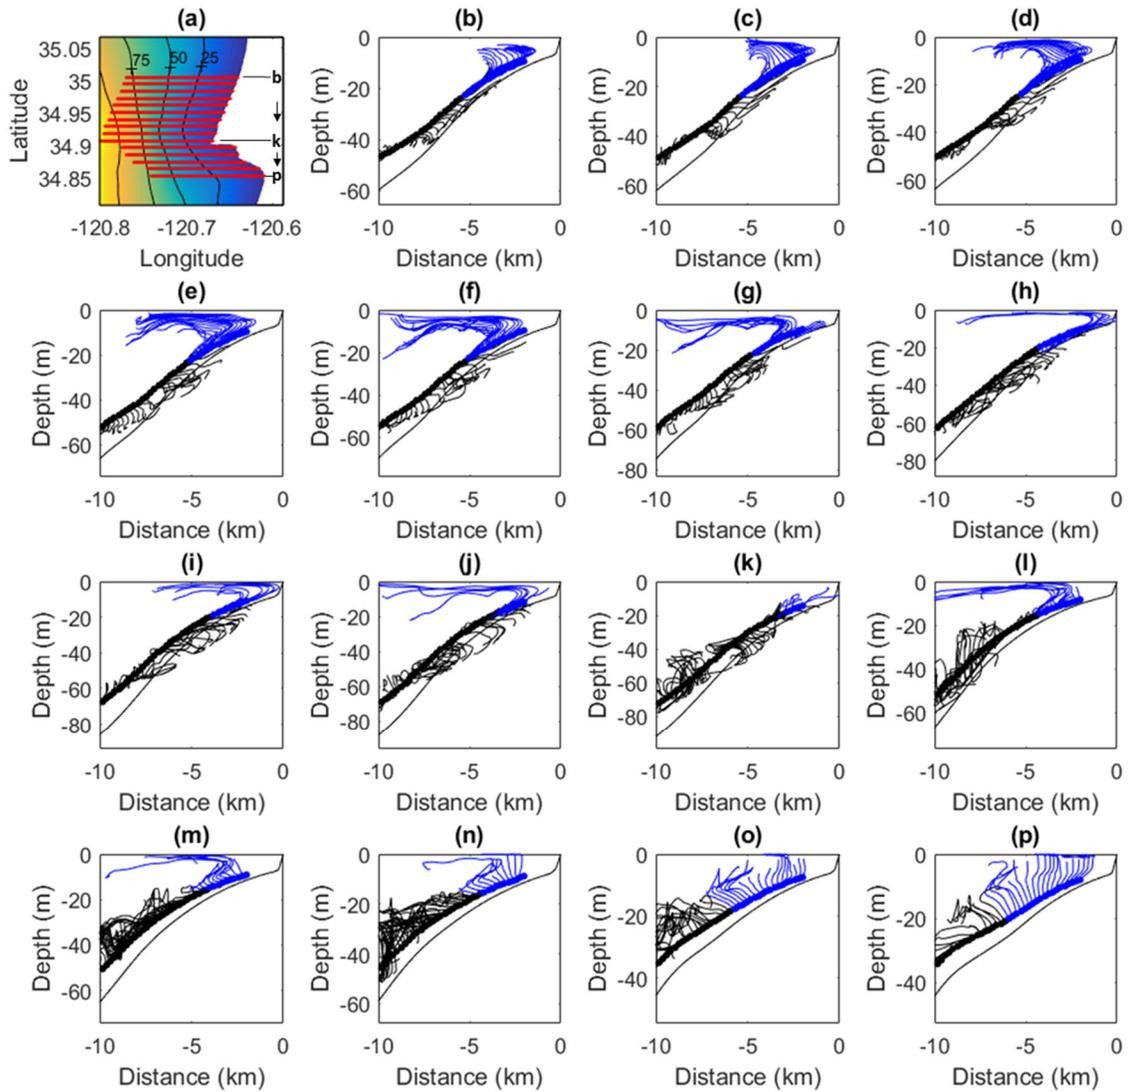 (a) (b) (c) (d)
35.05
35
34.95
34.9
34.85
Latitude
75 50 25
b
k
p
-120.8 -120.7 -120.6
Longitude
0
-20
-40
-60
Depth (m)
-10 -5 0
Distance (km)
0
-20
-40
-60
Depth (m)
-10 -5 0
Distance (km)
0
-20
-40
-60
Depth (m)
-10 -5 0
Distance (km)
(e) (f) (g) (h)
0
-20
-40
-60
Depth (m)
-10 -5 0
Distance (km)
0
-20
-40
-60
Depth (m)
-10 -5 0
Distance (km)
0
-20
-40
-60
-80
Depth (m)
-10 -5 0
Distance (km)
0
-20
-40
-60
-80
Depth (m)
-10 -5 0
Distance (km)
(i) (j) (k) (l)
0
-20
-40
-60
-80
Depth (m)
-10 -5 0
Distance (km)
0
-20
-40
-60
-80
Depth (m)
-10 -5 0
Distance (km)
0
-20
-40
-60
-80
Depth (m)
-10 -5 0
Distance (km)
0
-20
-40
-60
Depth (m)
-10 -5 0
Distance (km)
(m) (n) (o) (p)
0
-20
-40
-60
Depth (m)
-10 -5 0
Distance (km)
0
-20
-40
-60
Depth (m)
-10 -5 0
Distance (km)
0
-20
-40
Depth (m)
-10 -5 0
Distance (km)
0
-20
-40
Depth (m)
-10 -5 0
Distance (km)